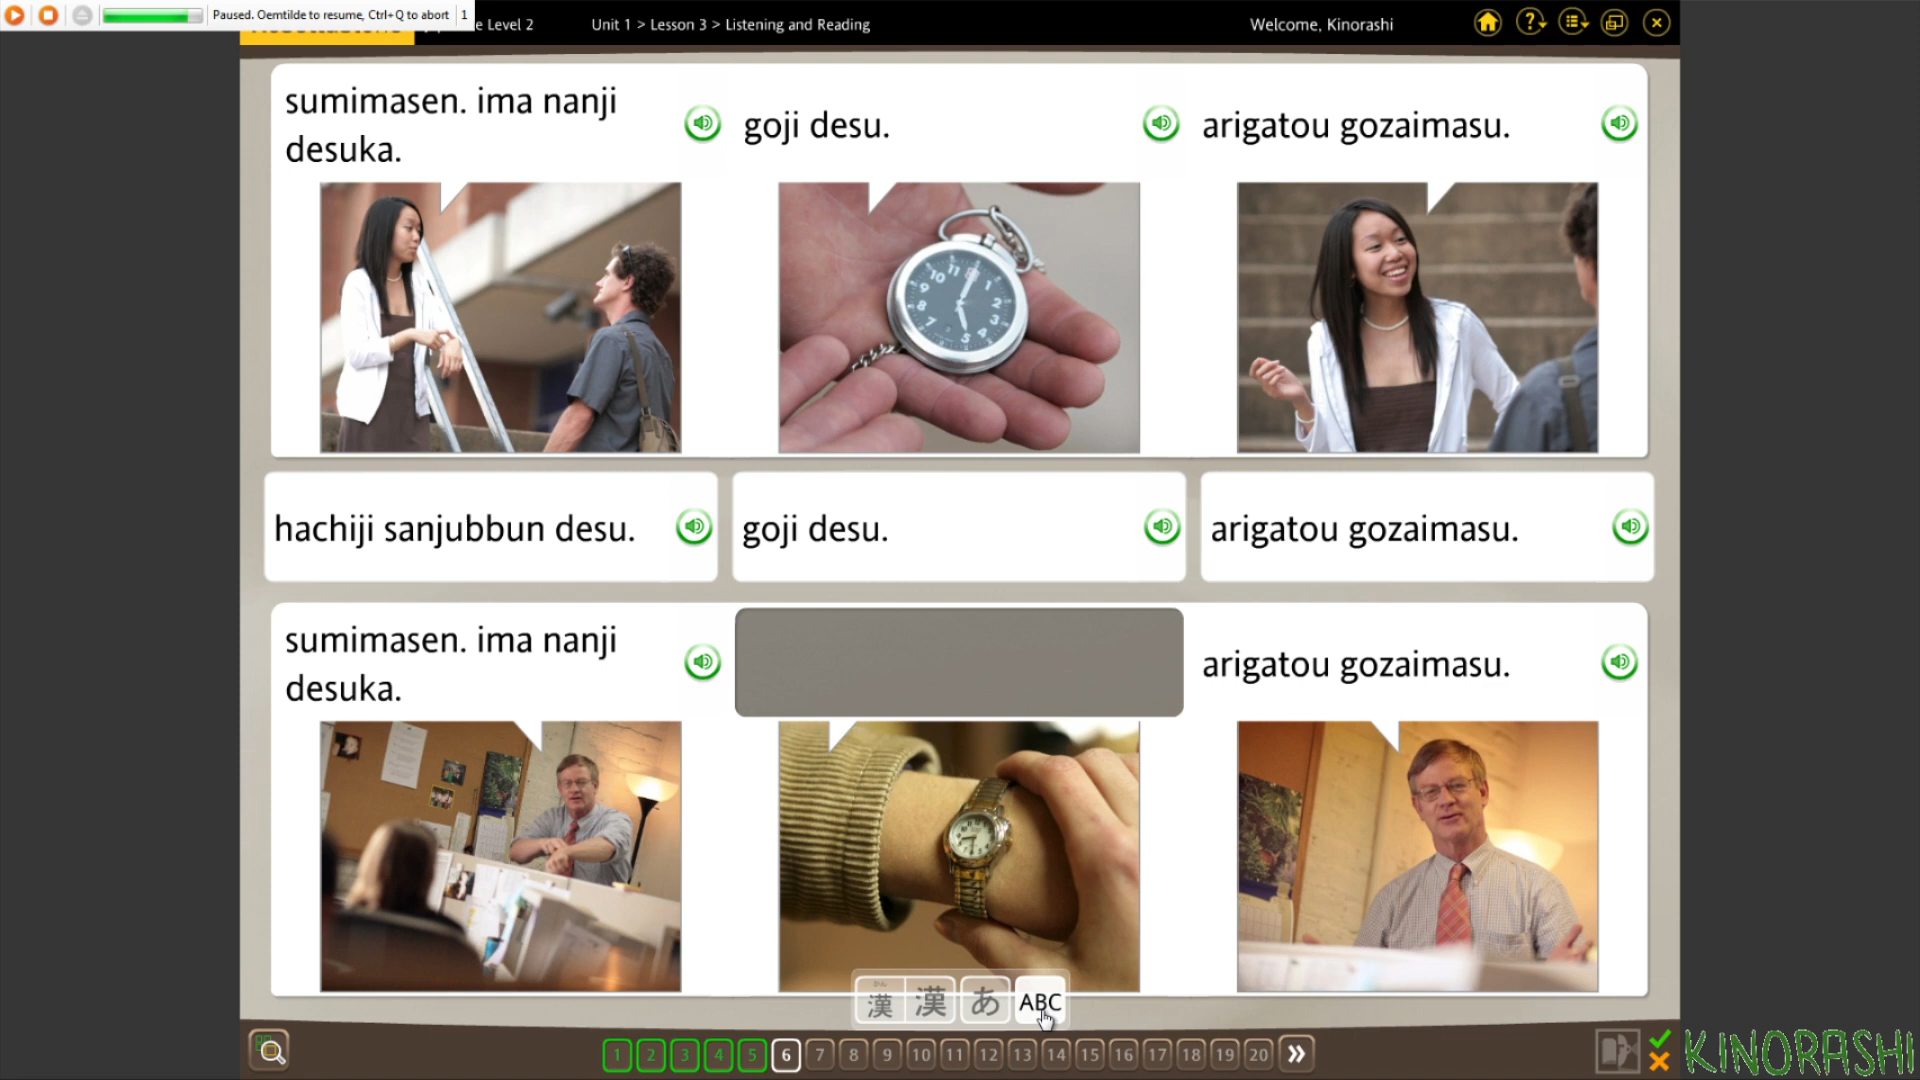 Paused. Oemtilde to resume, Ctrl+Q to abort 1
e Level 2
Unit 1 > Lesson 3 > Listening and Reading
Welcome, Kinorashi
sumimasen. ima nanji
desuka.
goji desu.
arigatou gozaimasu.
hachiji sanjubbun desu.
goji desu.
arigatou gozaimasu.
sumimasen. ima nanji
desuka.
arigatou gozaimasu.
かん
漢 漢 あ ABC
1 2 3 4 5 6 7 8 9 10 11 12 13 14 15 16 17 18 19 20
KINORASHI